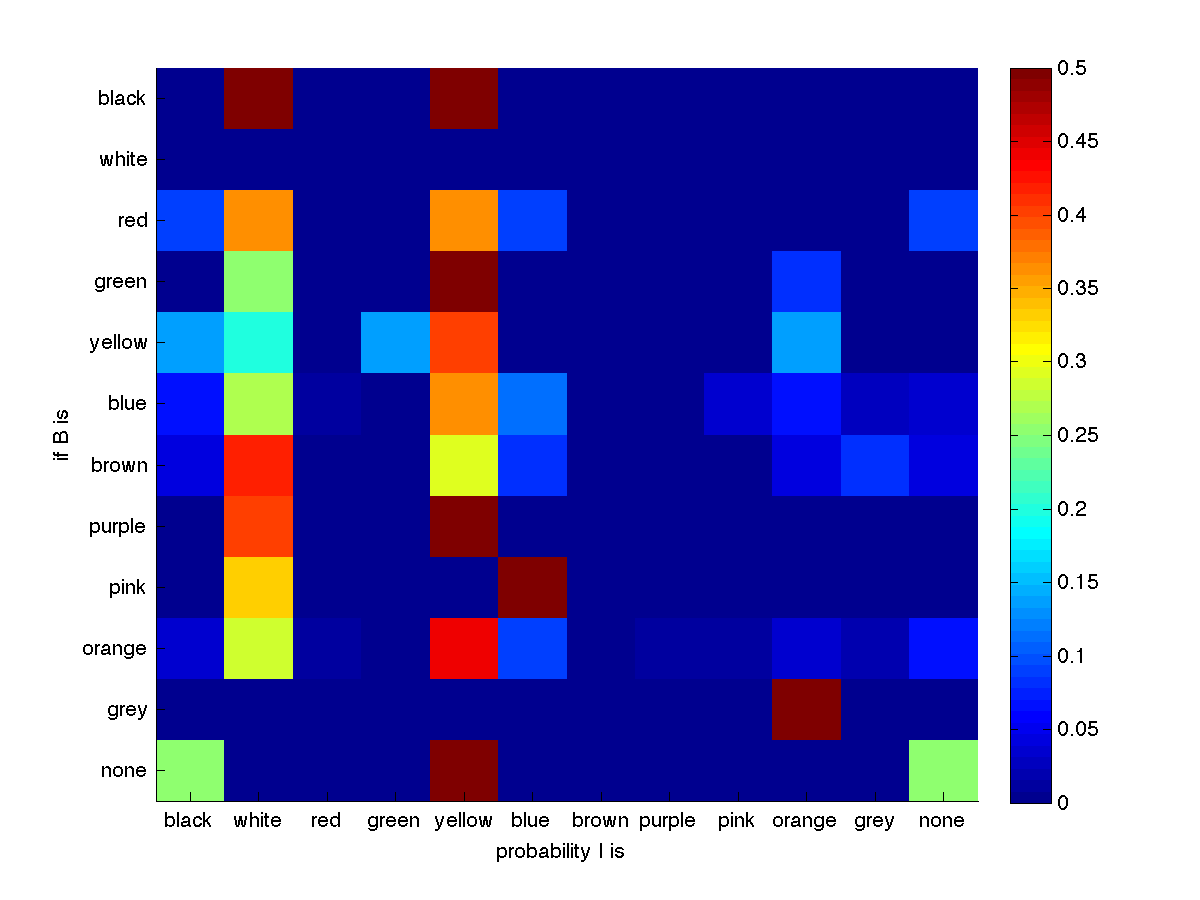 black
white
red
green
yellow
blue
brown
purple
pink
orange
grey
none
if B is
black white red green yellow blue brown purple pink orange grey none
probability I is
0.5
0.45
0.4
0.35
0.3
0.25
0.2
0.15
0.1
0.05
0